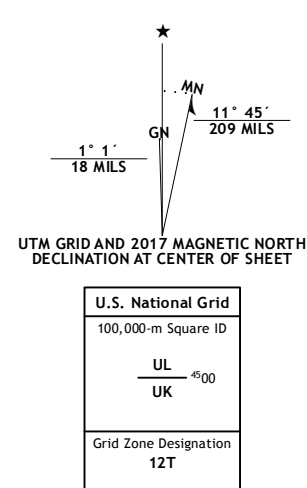 ★
MN
GN
11° 45´
209 MILS
1° 1´
18 MILS
UTM GRID AND 2017 MAGNETIC NORTH
DECLINATION AT CENTER OF SHEET
U.S. National Grid
100,000-m Square ID
UL
4500
UK
Grid Zone Designation
12T